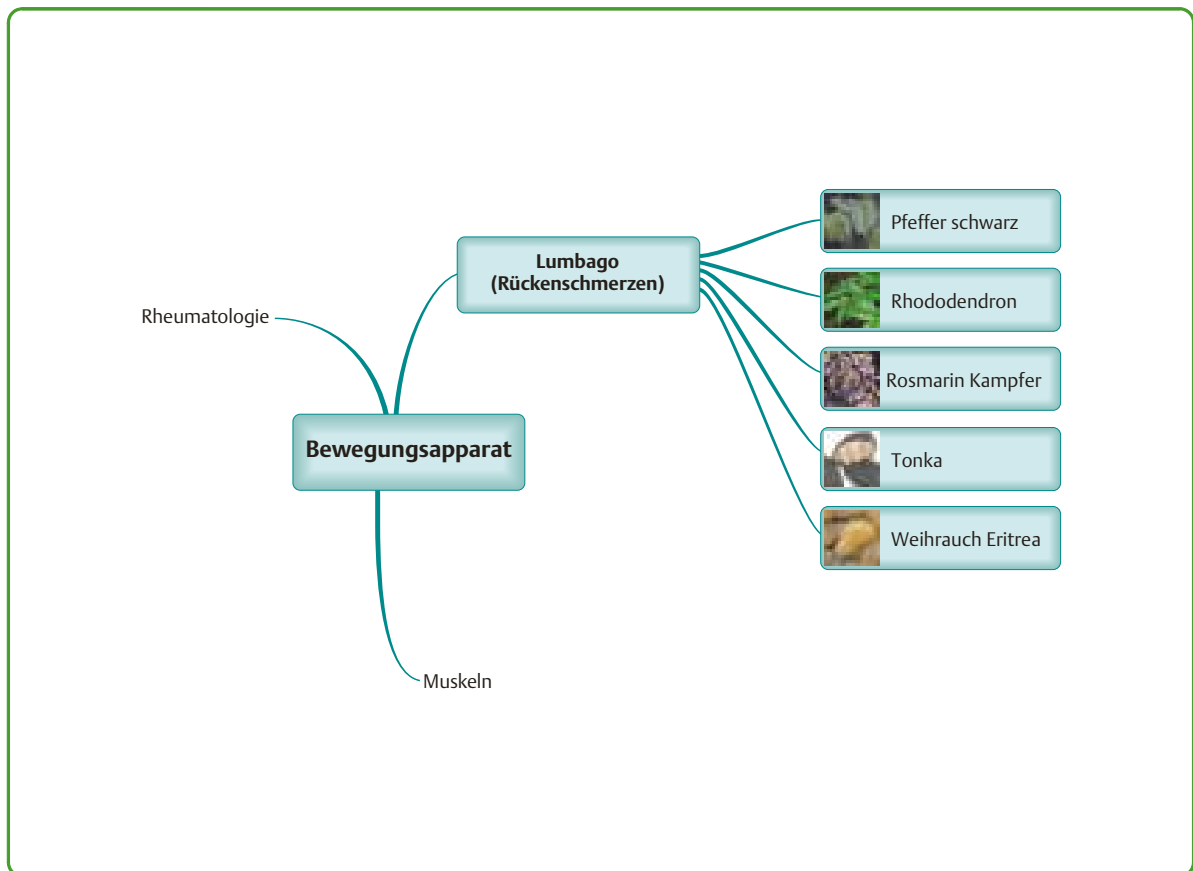 Pfeffer schwarz
Lumbago
(Rückenschmerzen)
Rhododendron
Rheumatologie
Rosmarin Kampfer
Bewegungsapparat
Tonka
Weihrauch Eritrea
Muskeln